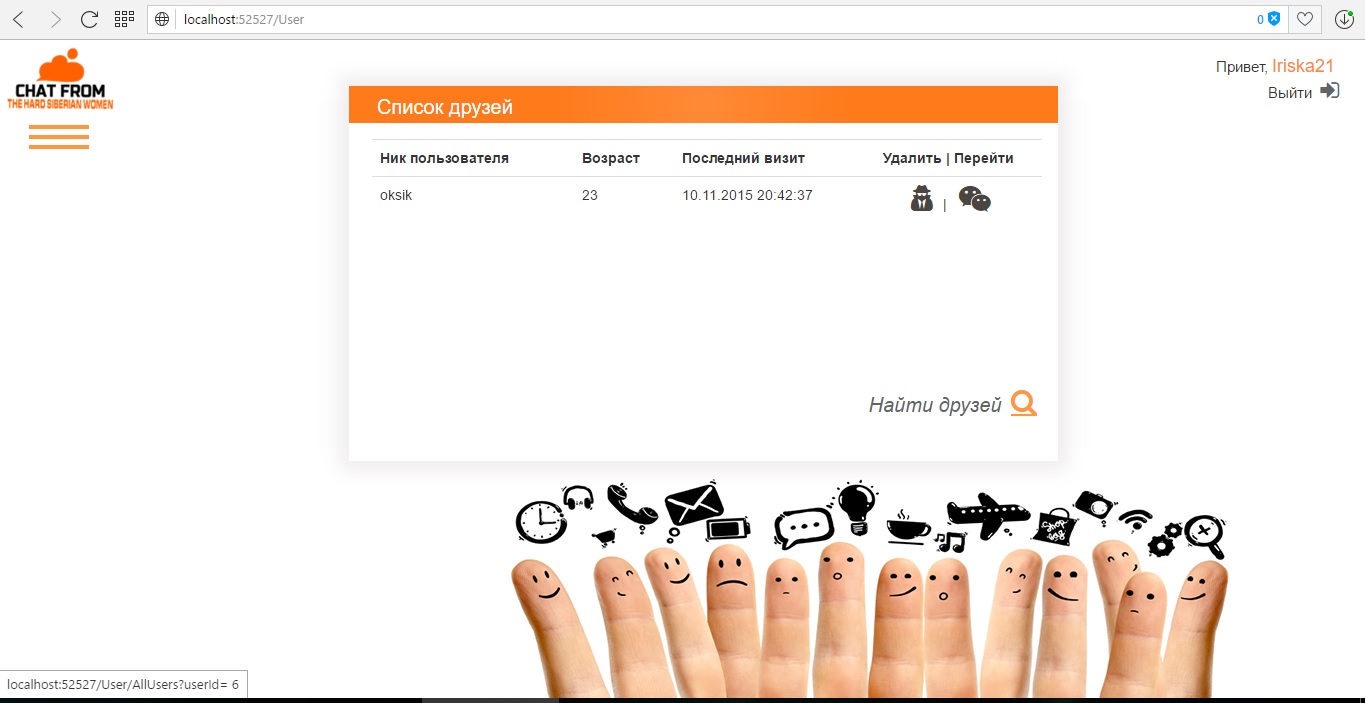 localhost:52527/User
0
CHAT FROM
THE HARD SIBERIAN WOMEN
Привет, Iriska21
Выйти
Список друзей
Ник пользователя Возраст Последний визит Удалить | Перейти
oksik 23 10.11.2015 20:42:37 |
Найти друзей
Shop
localhost:52527/User/AllUsers?userId= 6